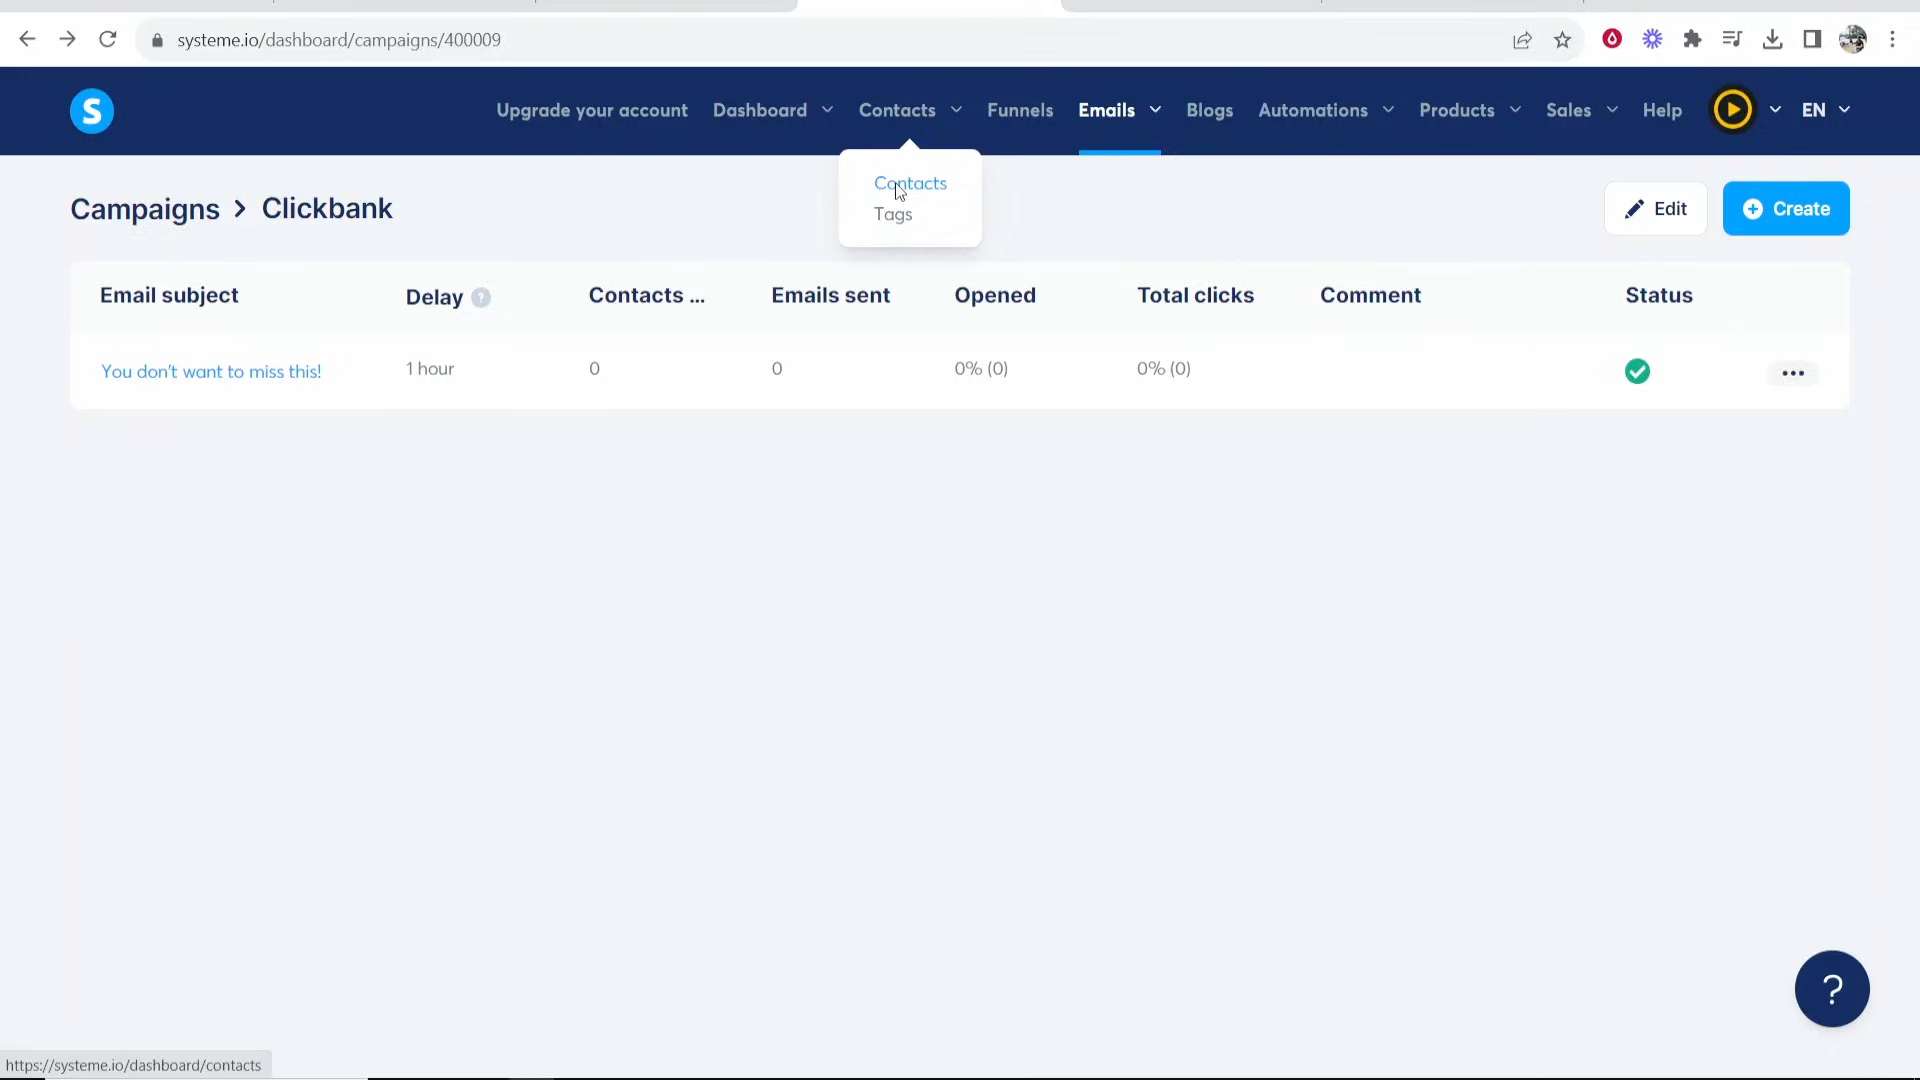 systeme.io/dashboard/campaigns/400009
S
Upgrade your account Dashboard Contacts Funnels Emails Blogs Automations Products Sales Help EN
Contacts
Tags
Campaigns > Clickbank
Edit
Create
Email subject Delay ? Contacts ... Emails sent Opened Total clicks Comment Status
You don't want to miss this! 1 hour 0 0 0% (0) 0% (0) •••
?
https://systeme.io/dashboard/contacts